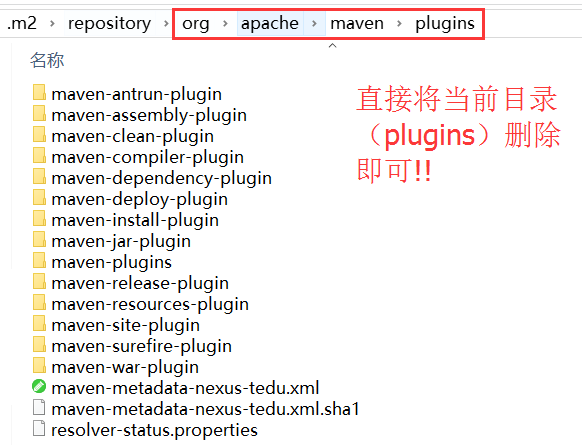 .m2 › repository › org › apache › maven › plugins
名称
maven-antrun-plugin
maven-assembly-plugin
maven-clean-plugin
maven-compiler-plugin
maven-dependency-plugin
maven-deploy-plugin
maven-install-plugin
maven-jar-plugin
maven-plugins
maven-release-plugin
maven-resources-plugin
maven-site-plugin
maven-surefire-plugin
maven-war-plugin
maven-metadata-nexus-tedu.xml
maven-metadata-nexus-tedu.xml.sha1
resolver-status.properties
直接将当前目录
（plugins）删除
即可!!